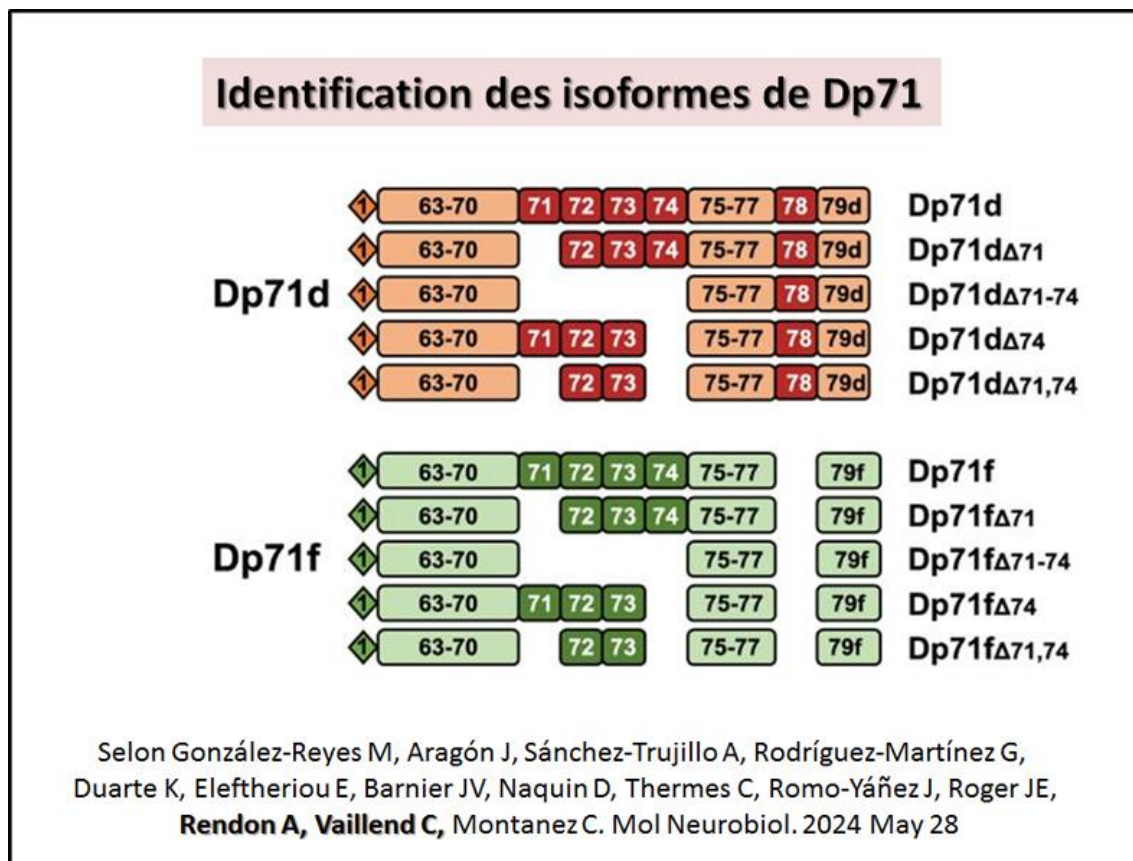 Identification des isoformes de Dp71
1 63-70 71 72 73 74 75-77 78 79d Dp71d
1 63-70 72 73 74 75-77 78 79d Dp71dΔ71
Dp71d 1 63-70 75-77 78 79d Dp71dΔ71-74
1 63-70 71 72 73 75-77 78 79d Dp71dΔ74
1 63-70 72 73 75-77 78 79d Dp71dΔ71,74
1 63-70 71 72 73 74 75-77 79f Dp71f
1 63-70 72 73 74 75-77 79f Dp71fΔ71
Dp71f 1 63-70 75-77 79f Dp71fΔ71-74
1 63-70 71 72 73 75-77 79f Dp71fΔ74
1 63-70 72 73 75-77 79f Dp71fΔ71,74
Selon González-Reyes M, Aragón J, Sánchez-Trujillo A, Rodríguez-Martínez G,
Duarte K, Eleftheriou E, Barnier JV, Naquin D, Thermes C, Romo-Yáñez J, Roger JE,
Rendon A, Vaillend C, Montanez C. Mol Neurobiol. 2024 May 28